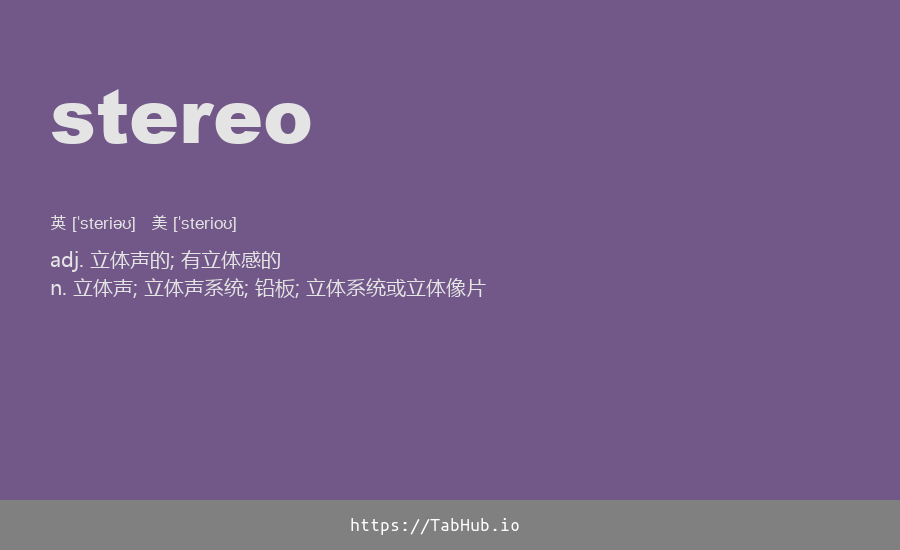 stereo
英 [ˈsteriəʊ] 美 [ˈsterioʊ]
adj. 立体声的; 有立体感的
n. 立体声; 立体声系统; 铅板; 立体系统或立体像片
https://TabHub.io